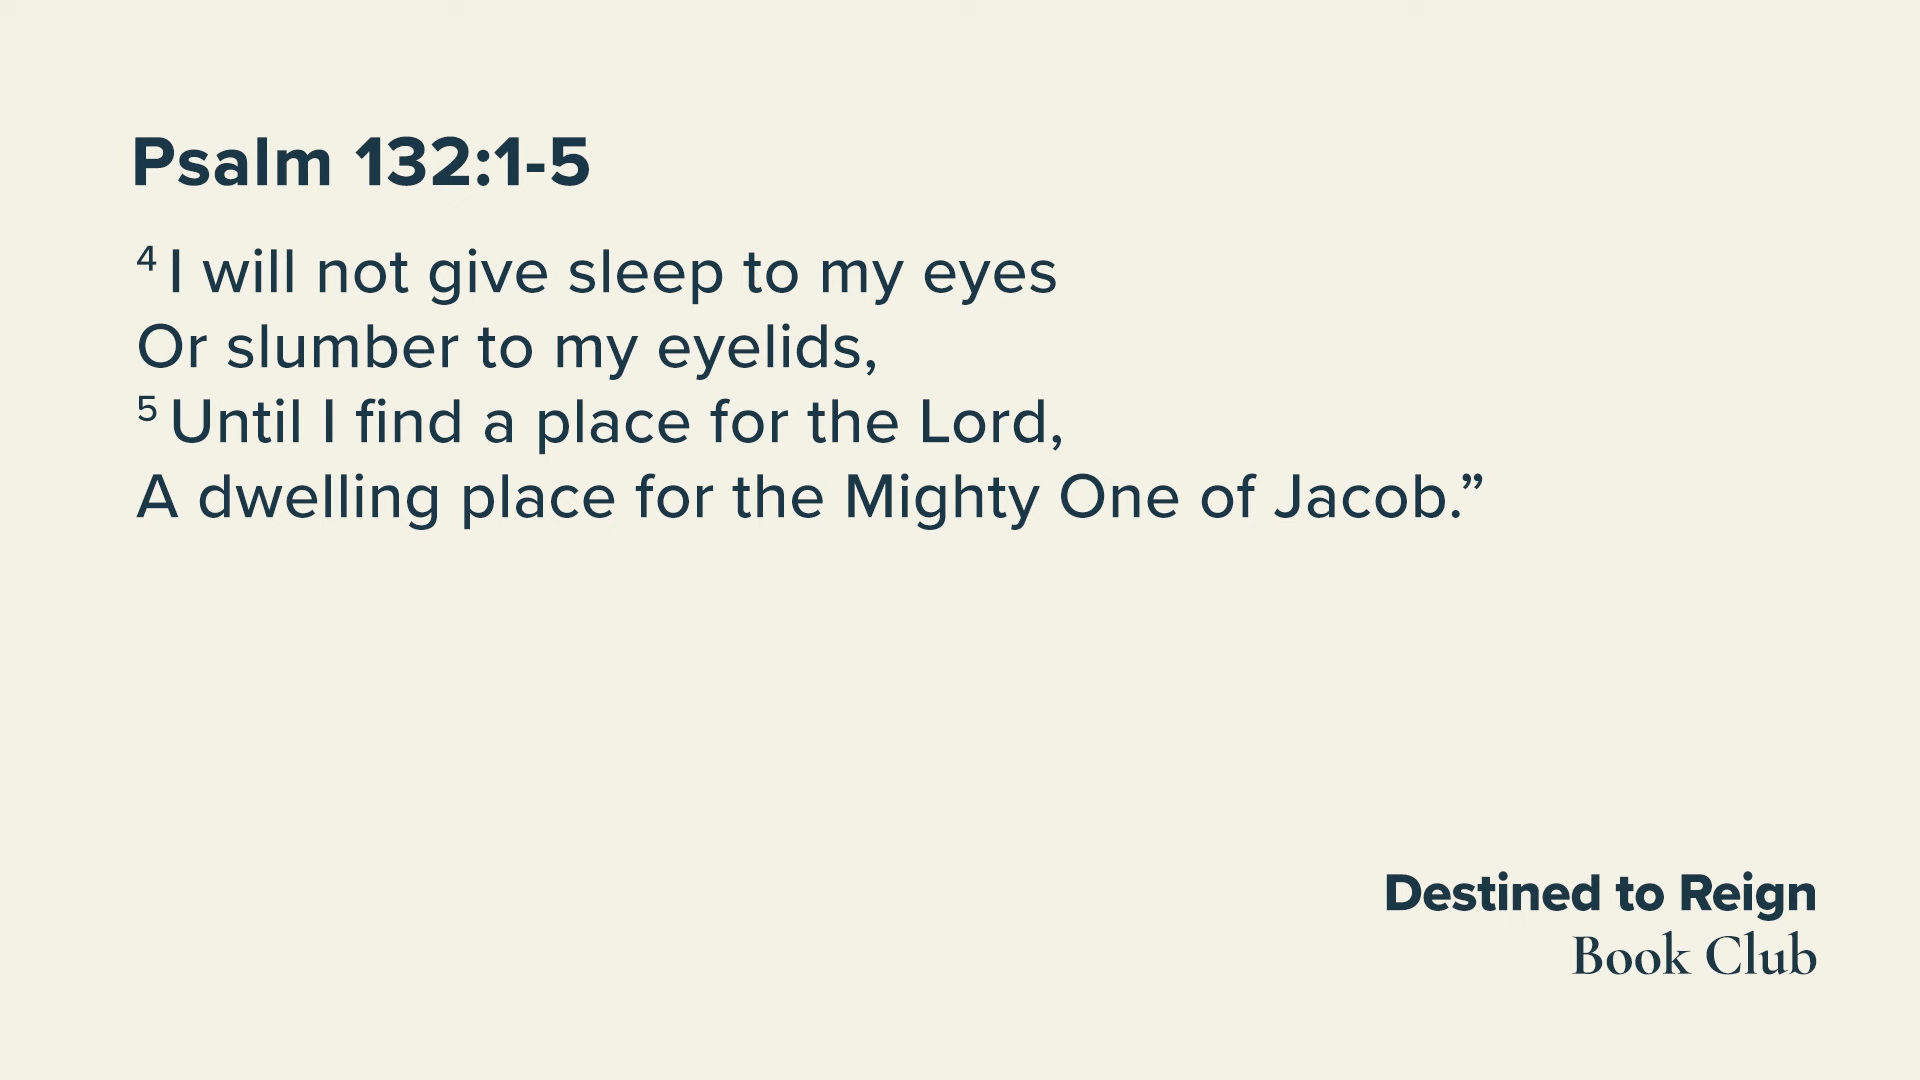 Psalm 132:1-5
4 I will not give sleep to my eyes
Or slumber to my eyelids,
5 Until I find a place for the Lord,
A dwelling place for the Mighty One of Jacob.”
Destined to Reign
Book Club